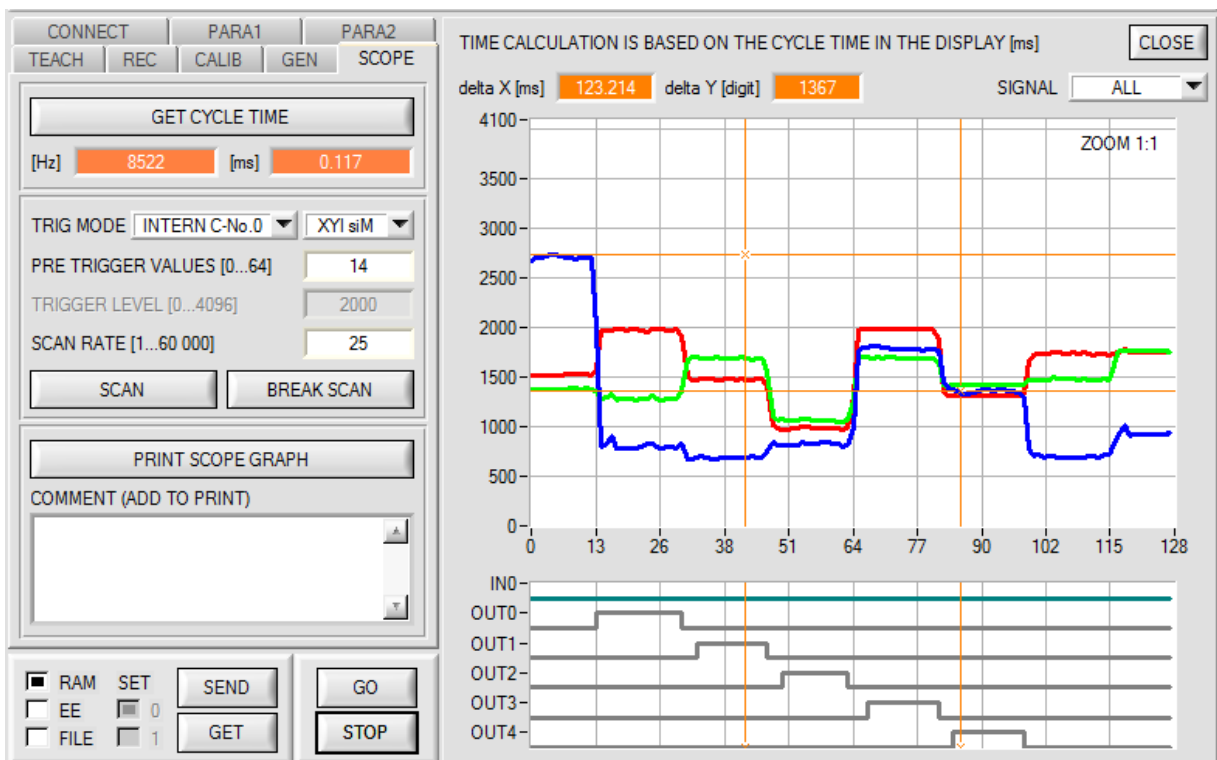 CONNECT PARA1 PARA2
TEACH REC CALIB GEN SCOPE
GET CYCLE TIME
[Hz] 8522 [ms] 0.117
TRIG MODE INTERN C-No.0 XYI siM
PRE TRIGGER VALUES [0...64] 14
TRIGGER LEVEL [0...4096] 2000
SCAN RATE [1...60 000] 25
SCAN BREAK SCAN
PRINT SCOPE GRAPH
COMMENT (ADD TO PRINT)
RAM SET SEND GO
EE 0
FILE 1 GET STOP
TIME CALCULATION IS BASED ON THE CYCLE TIME IN THE DISPLAY [ms] CLOSE
delta X [ms] 123.214 delta Y [digit] 1367 SIGNAL ALL
4100
ZOOM 1:1
3500
3000
2500
2000
1500
1000
500
0
0 13 26 38 51 64 77 90 102 115 128
IN0
OUT0
OUT1
OUT2
OUT3
OUT4